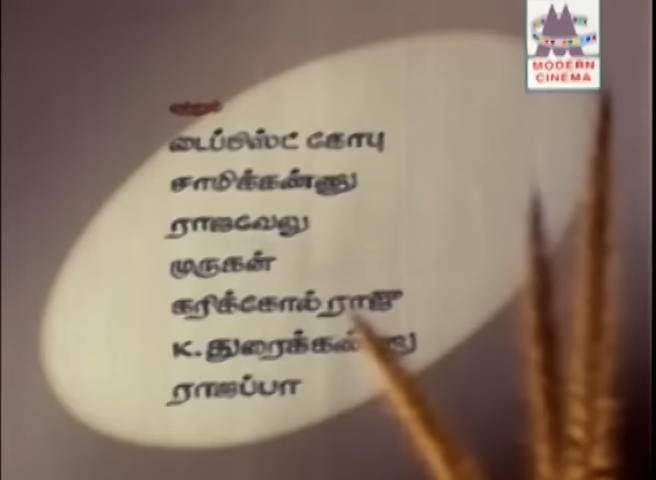 MODERN
CINEMA
டைப்பிஸ்ட் கோபு
சாமிக்கண்ணு
ராஜவேலு
முருகன்
கரிக்கோல் ராஜு
K. துரைக்கண்ணு
ராஜப்பா